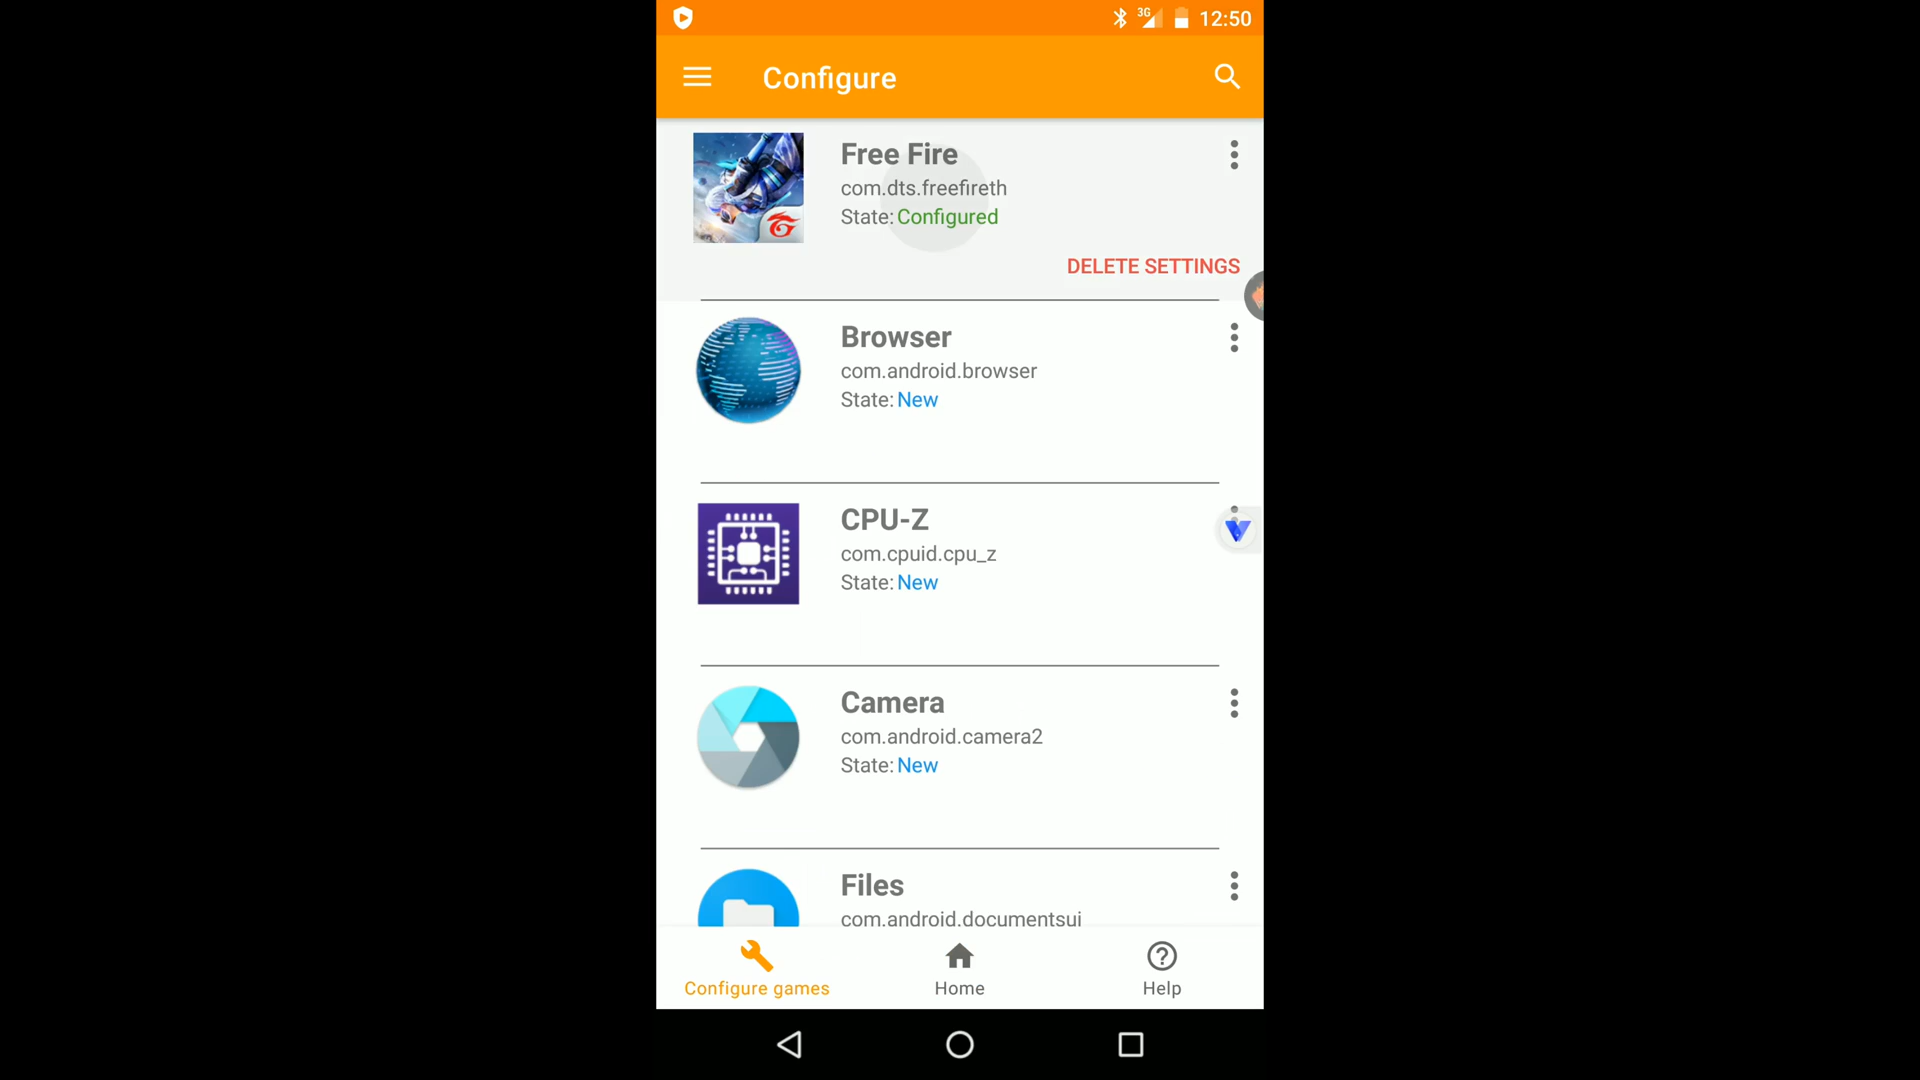 3G 12:50
Configure
Free Fire
com.dts.freefireth
State: Configured
DELETE SETTINGS
Browser
com.android.browser
State: New
CPU-Z
com.cpuid.cpu_z
State: New
Camera
com.android.camera2
State: New
Files
com.android.documentsui
Configure games
Home
Help